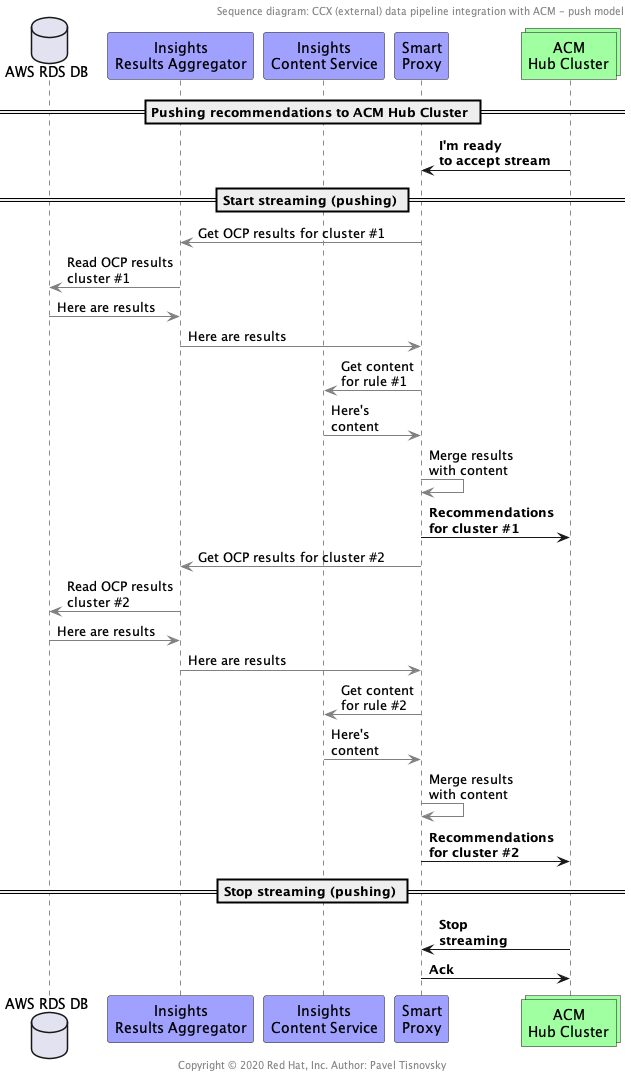 Sequence diagram: CCX (external) data pipeline integration with ACM - push model
AWS RDS DB
Insights
Results Aggregator
Insights
Content Service
Smart
Proxy
ACM
Hub Cluster
Pushing recommendations to ACM Hub Cluster
I'm ready
to accept stream
Start streaming (pushing)
Get OCP results for cluster #1
Read OCP results
cluster #1
Here are results
Here are results
Get content
for rule #1
Here's
content
Merge results
with content
Recommendations
for cluster #1
Get OCP results for cluster #2
Read OCP results
cluster #2
Here are results
Here are results
Get content
for rule #2
Here's
content
Merge results
with content
Recommendations
for cluster #2
Stop streaming (pushing)
Stop
streaming
Ack
AWS RDS DB
Insights
Results Aggregator
Insights
Content Service
Smart
Proxy
ACM
Hub Cluster
Copyright © 2020 Red Hat, Inc. Author: Pavel Tisnovsky